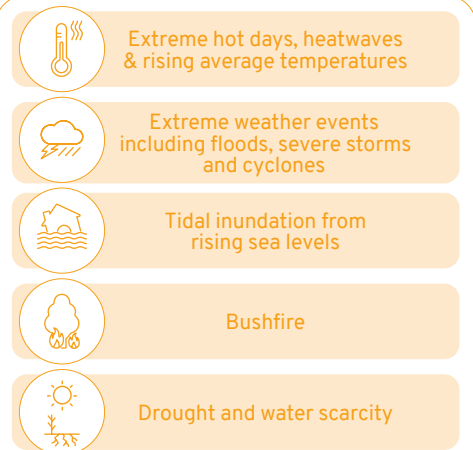 Extreme hot days, heatwaves
& rising average temperatures
Extreme weather events
including floods, severe storms
and cyclones
Tidal inundation from
rising sea levels
Bushfire
Drought and water scarcity